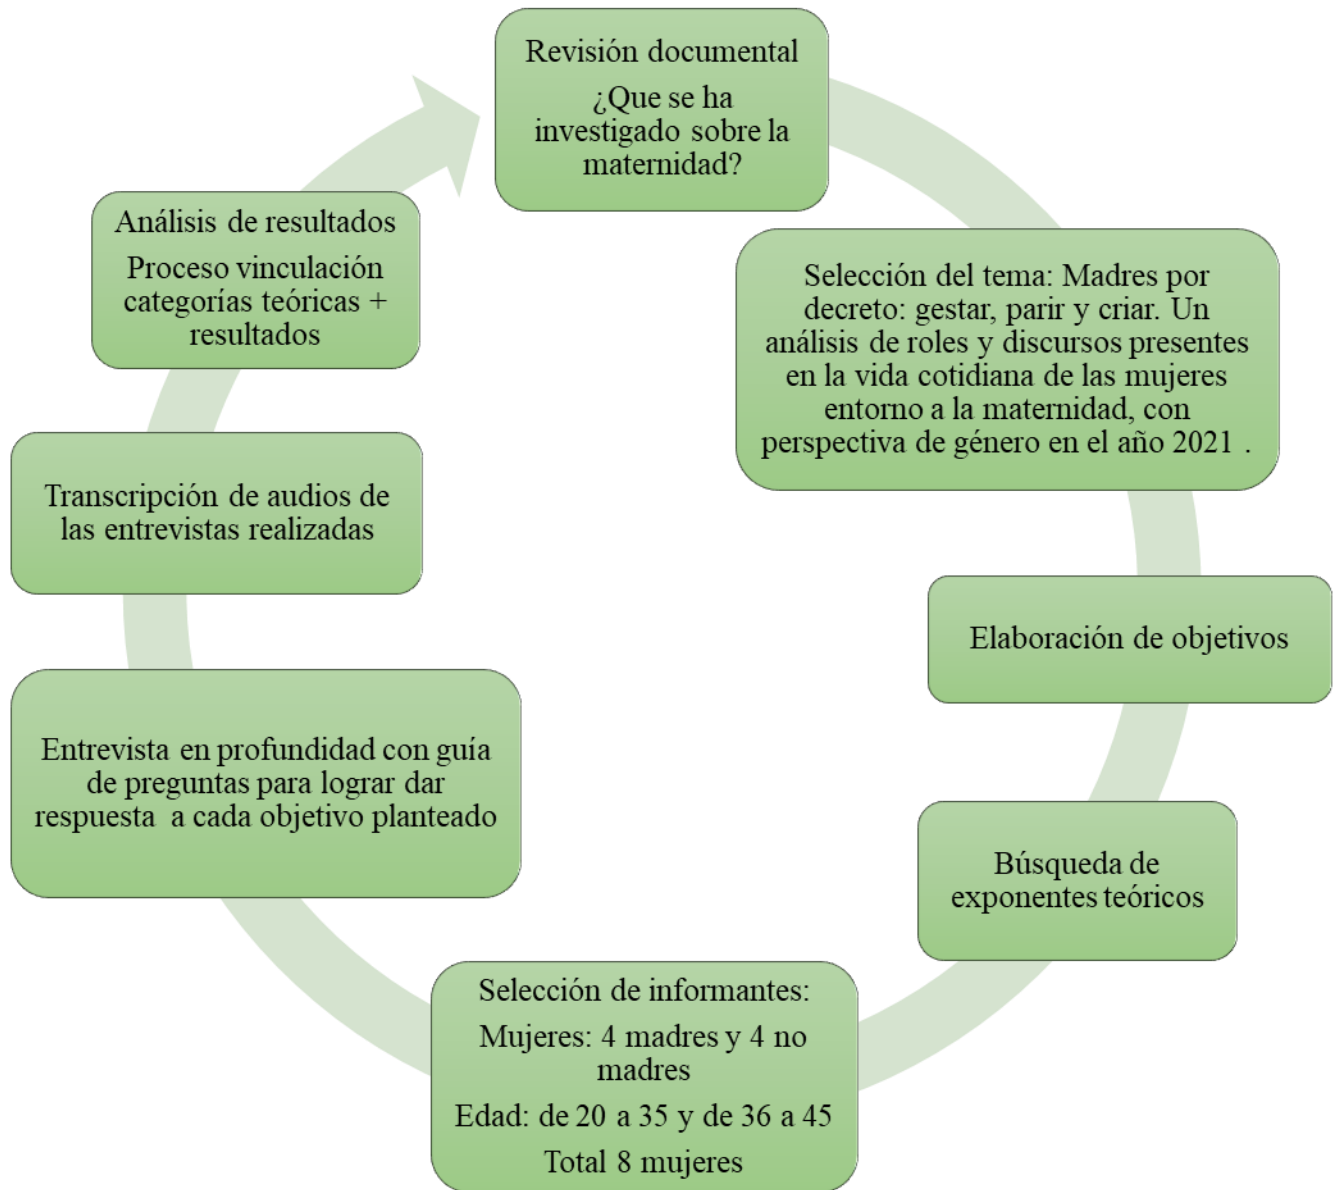 Revisión documental
¿Que se ha
investigado sobre la
maternidad?
Selección del tema: Madres por
decreto: gestar, parir y criar. Un
análisis de roles y discursos presentes
en la vida cotidiana de las mujeres
entorno a la maternidad, con
perspectiva de género en el año 2021 .
Elaboración de objetivos
Búsqueda de
exponentes teóricos
Selección de informantes:
Mujeres: 4 madres y 4 no
madres
Edad: de 20 a 35 y de 36 a 45
Total 8 mujeres
Entrevista en profundidad con guía
de preguntas para lograr dar
respuesta a cada objetivo planteado
Transcripción de audios de
las entrevistas realizadas
Análisis de resultados
Proceso vinculación
categorías teóricas +
resultados